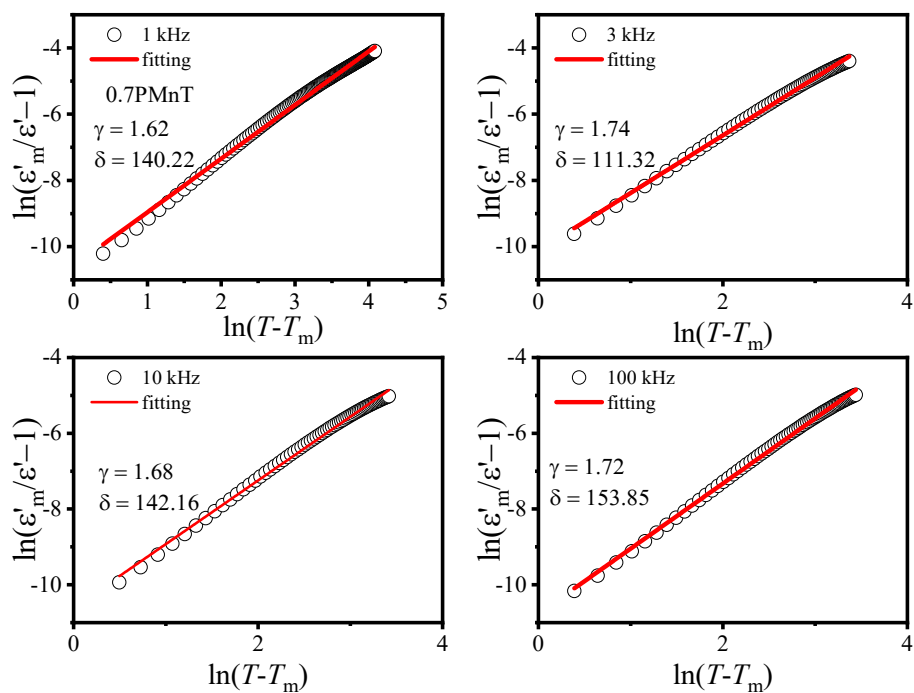 1 kHz
fitting
0.7PMnT
γ = 1.62
δ = 140.22
-4
-6
-8
-10
0 1 2 3 4 5
ln(T-Tm)
ln(ε'm/ε'−1)
3 kHz
fitting
γ = 1.74
δ = 111.32
-4
-6
-8
-10
0 2 4
ln(T-Tm)
ln(ε'm/ε'−1)
10 kHz
fitting
γ = 1.68
δ = 142.16
-4
-6
-8
-10
0 2 4
ln(T-Tm)
ln(ε'm/ε'−1)
100 kHz
fitting
γ = 1.72
δ = 153.85
-4
-6
-8
-10
0 2 4
ln(T-Tm)
ln(ε'm/ε'−1)